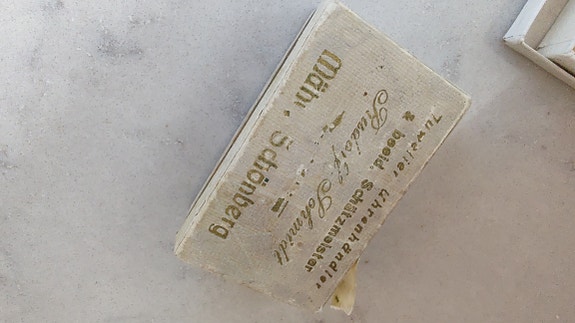 Juwelier Uhrenhändler
& beeid. Schätzmeister
Rudolf Schmidt
Mähr. Schönberg